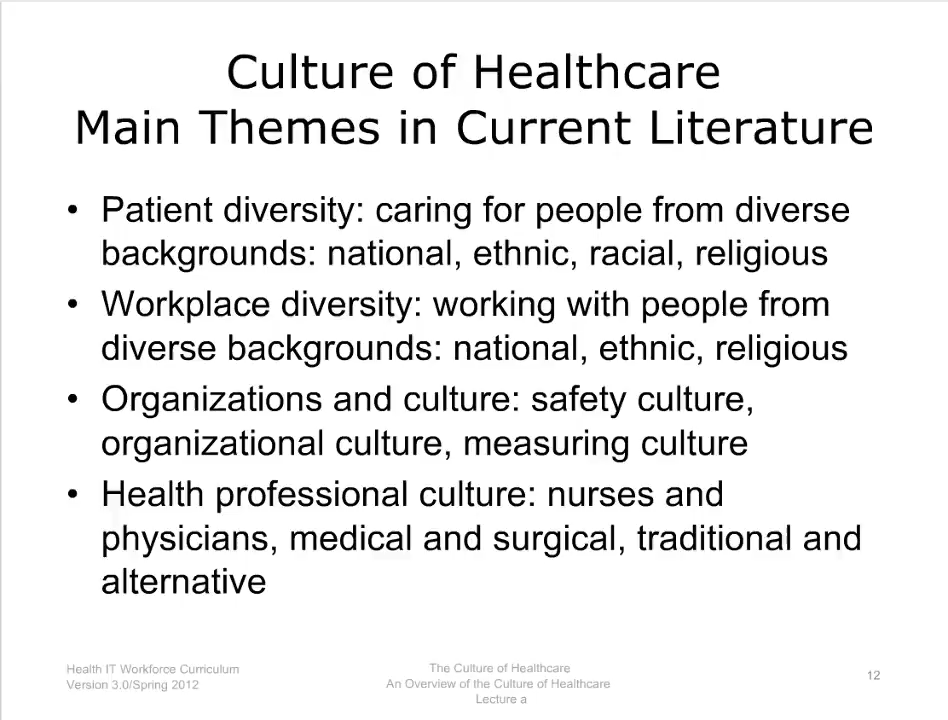 Culture of Healthcare
Main Themes in Current Literature
• Patient diversity: caring for people from diverse
backgrounds: national, ethnic, racial, religious
• Workplace diversity: working with people from
diverse backgrounds: national, ethnic, religious
• Organizations and culture: safety culture,
organizational culture, measuring culture
• Health professional culture: nurses and
physicians, medical and surgical, traditional and
alternative
Health IT Workforce Curriculum
Version 3.0/Spring 2012
The Culture of Healthcare
An Overview of the Culture of Healthcare
Lecture a
12